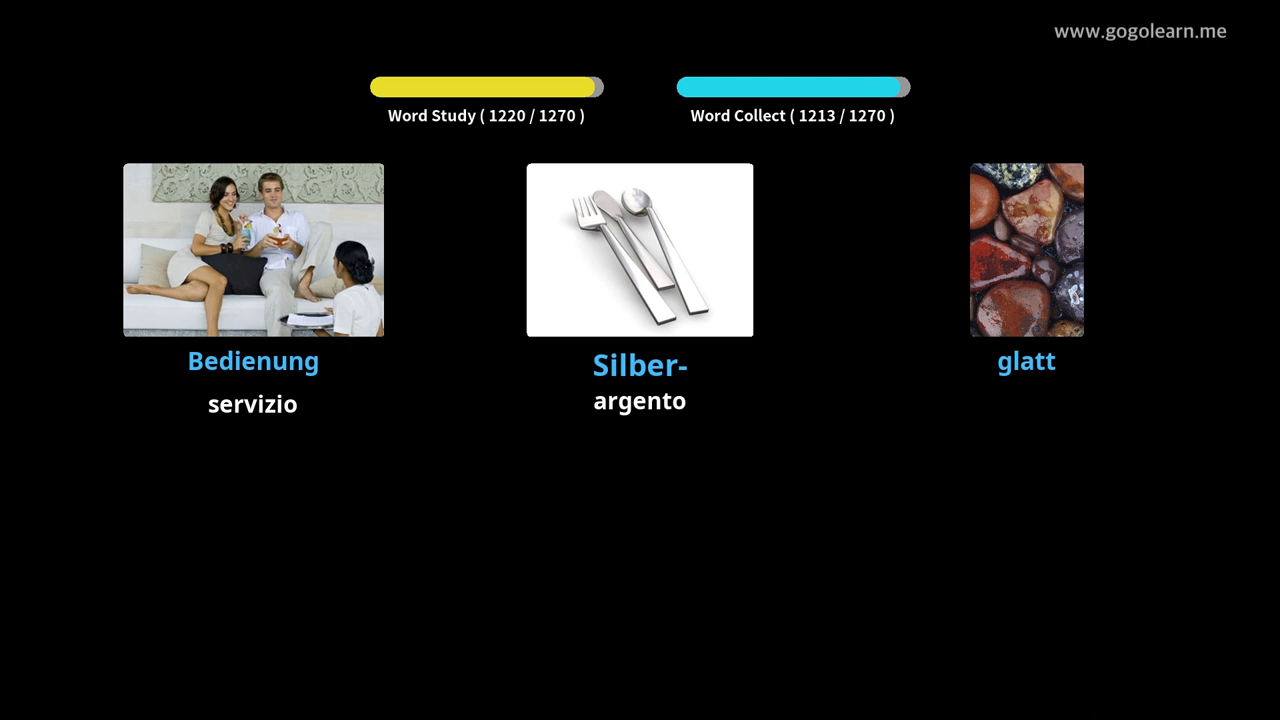 www.gogolearn.me
Word Study ( 1220 / 1270 )
Word Collect ( 1213 / 1270 )
Bedienung
servizio
Silber-
argento
glatt